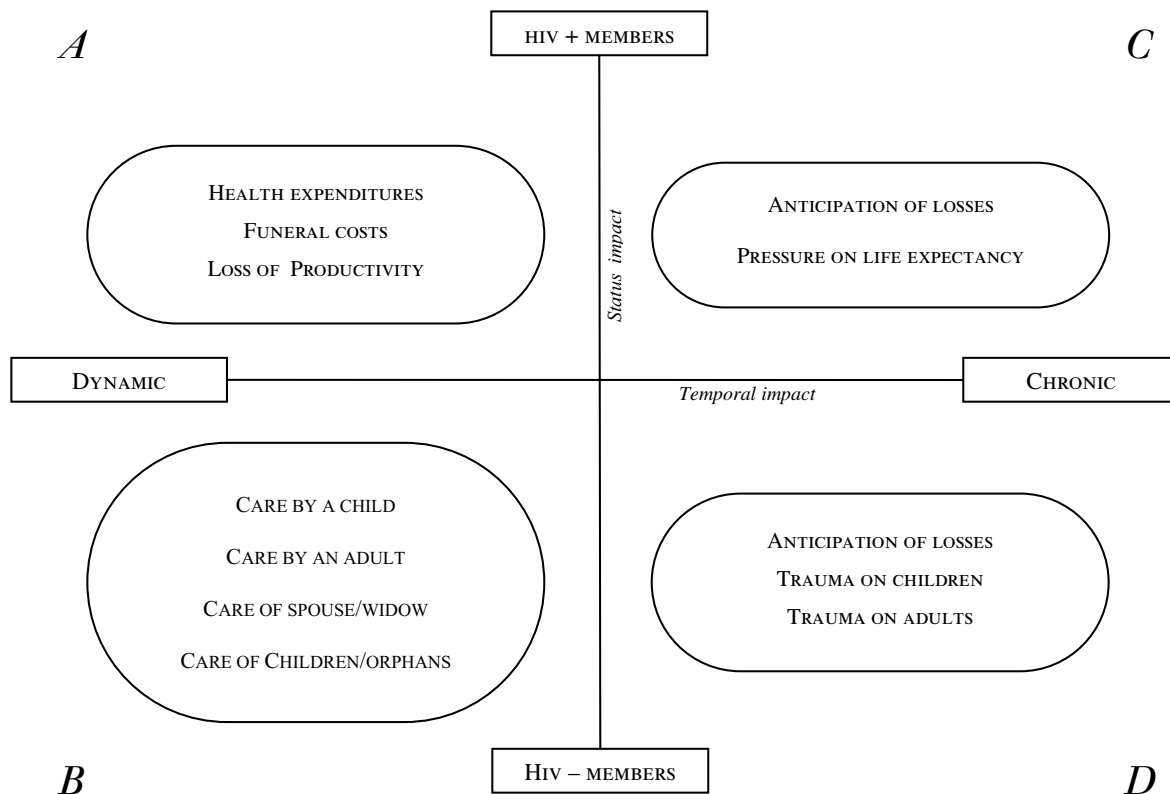 A
HIV + MEMBERS
C
HEALTH EXPENDITURES
FUNERAL COSTS
LOSS OF PRODUCTIVITY
Status impact
ANTICIPATION OF LOSSES
PRESSURE ON LIFE EXPECTANCY
DYNAMIC
Temporal impact
CHRONIC
CARE BY A CHILD
CARE BY AN ADULT
CARE OF SPOUSE/WIDOW
CARE OF CHILDREN/ORPHANS
ANTICIPATION OF LOSSES
TRAUMA ON CHILDREN
TRAUMA ON ADULTS
B
HIV – MEMBERS
D